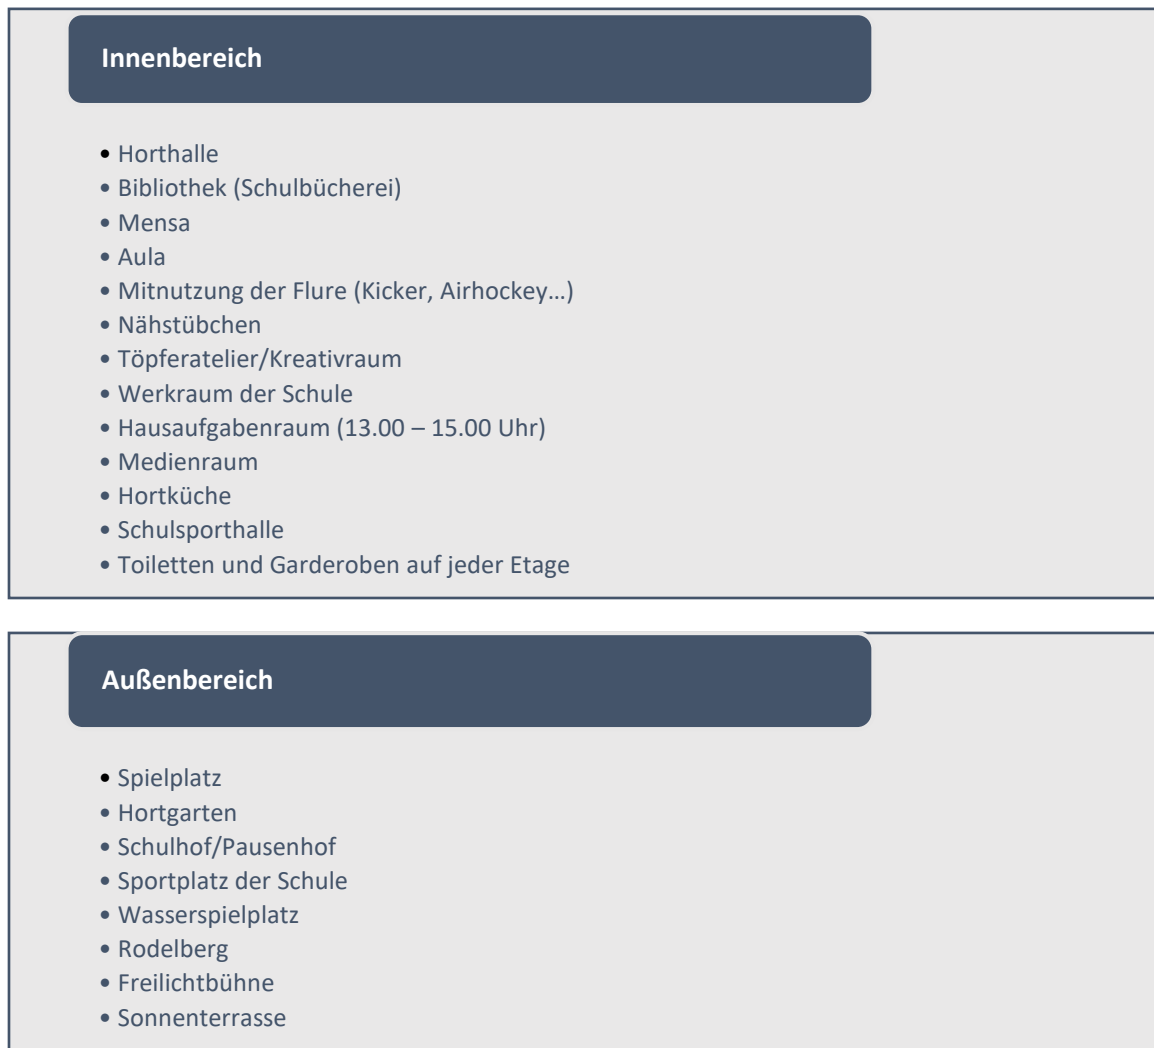 Innenbereich
• Horthalle
• Bibliothek (Schulbücherei)
• Mensa
• Aula
• Mitnutzung der Flure (Kicker, Airhockey…)
• Nähstübchen
• Töpferatelier/Kreativraum
• Werkraum der Schule
• Hausaufgabenraum (13.00 – 15.00 Uhr)
• Medienraum
• Hortküche
• Schulsporthalle
• Toiletten und Garderoben auf jeder Etage
Außenbereich
• Spielplatz
• Hortgarten
• Schulhof/Pausenhof
• Sportplatz der Schule
• Wasserspielplatz
• Rodelberg
• Freilichtbühne
• Sonnenterrasse